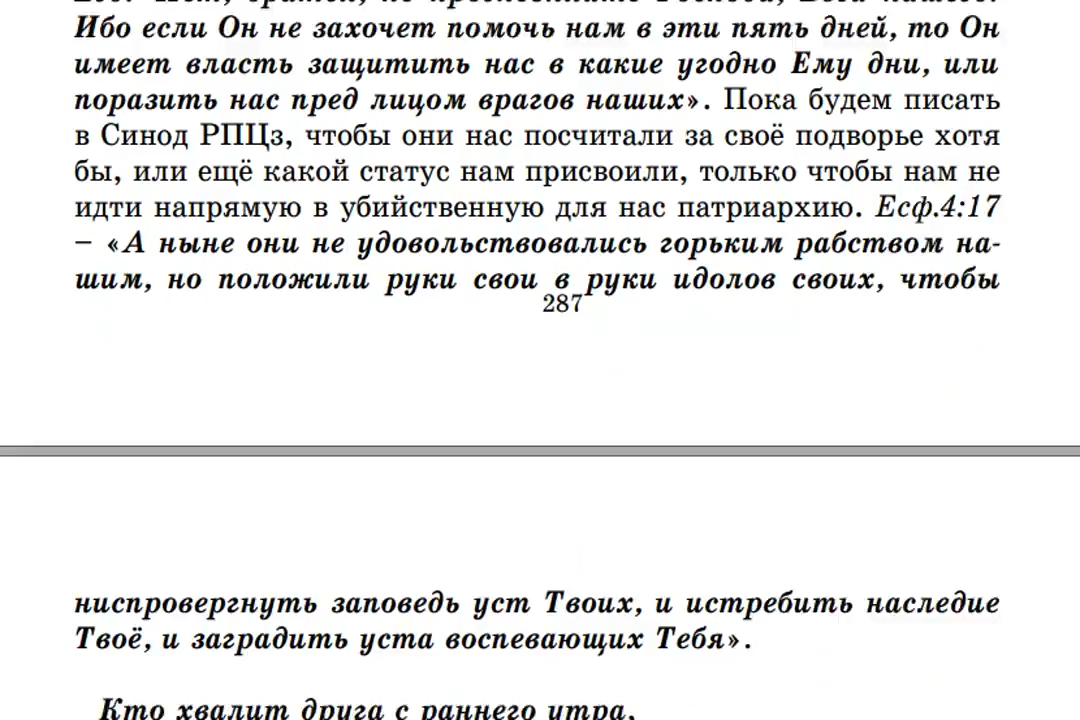 Ибо если Он не захочет помочь нам в эти пять дней, то Он
имеет власть защитить нас в какие угодно Ему дни, или
поразить нас пред лицом врагов наших». Пока будем писать
в Синод РПЦз, чтобы они нас посчитали за своё подворье хотя
бы, или ещё какой статус нам присвоили, только чтобы нам не
идти напрямую в убийственную для нас патриархию. Есф.4:17
– «А ныне они не удовольствовались горьким рабством на-
шим, но положили руки свои в руки идолов своих, чтобы
287
ниспровергнуть заповедь уст Твоих, и истребить наследие
Твоё, и заградить уста воспевающих Тебя».
Кто хвалит друга с раннего утра,